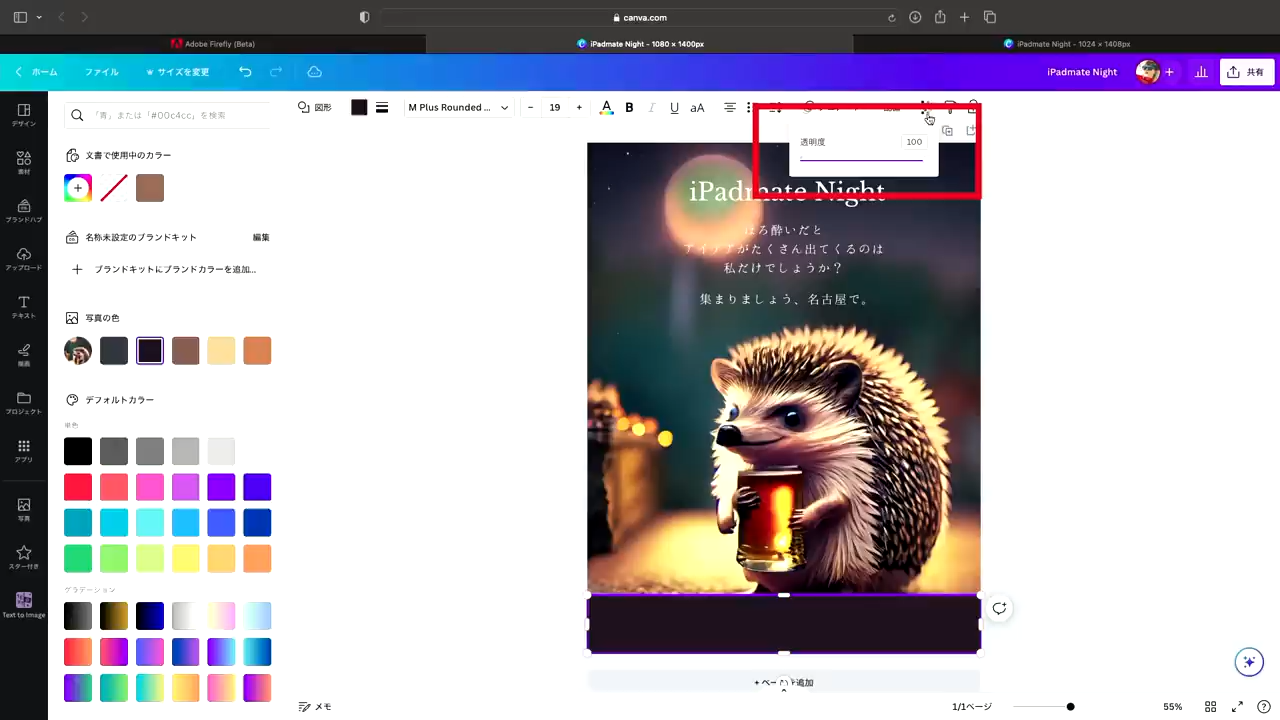 canva.com
Adobe Firefly (Beta)
iPadmate Night - 1080 × 1400px
iPadmate Night - 1024 × 1408px
ホーム
ファイル
サイズを変更
iPadmate Night
共有
デザイン
素材
ブランドハブ
アップロード
テキスト
描画
プロジェクト
アプリ
写真
スター付き
Text to Image
「青」または「#00c4cc」を検索
文書で使用中のカラー
名称未設定のブランドキット
編集
ブランドキットにブランドカラーを追加...
写真の色
デフォルトカラー
単色
グラデーション
図形
M Plus Rounded ...
19
B
I
U
aA
透明度
100
iPadmate Night
ほろ酔いだと
アイデアがたくさん出てくるのは
私だけでしょうか？
集まりましょう、名古屋で。
メモ
1/1ページ
55%